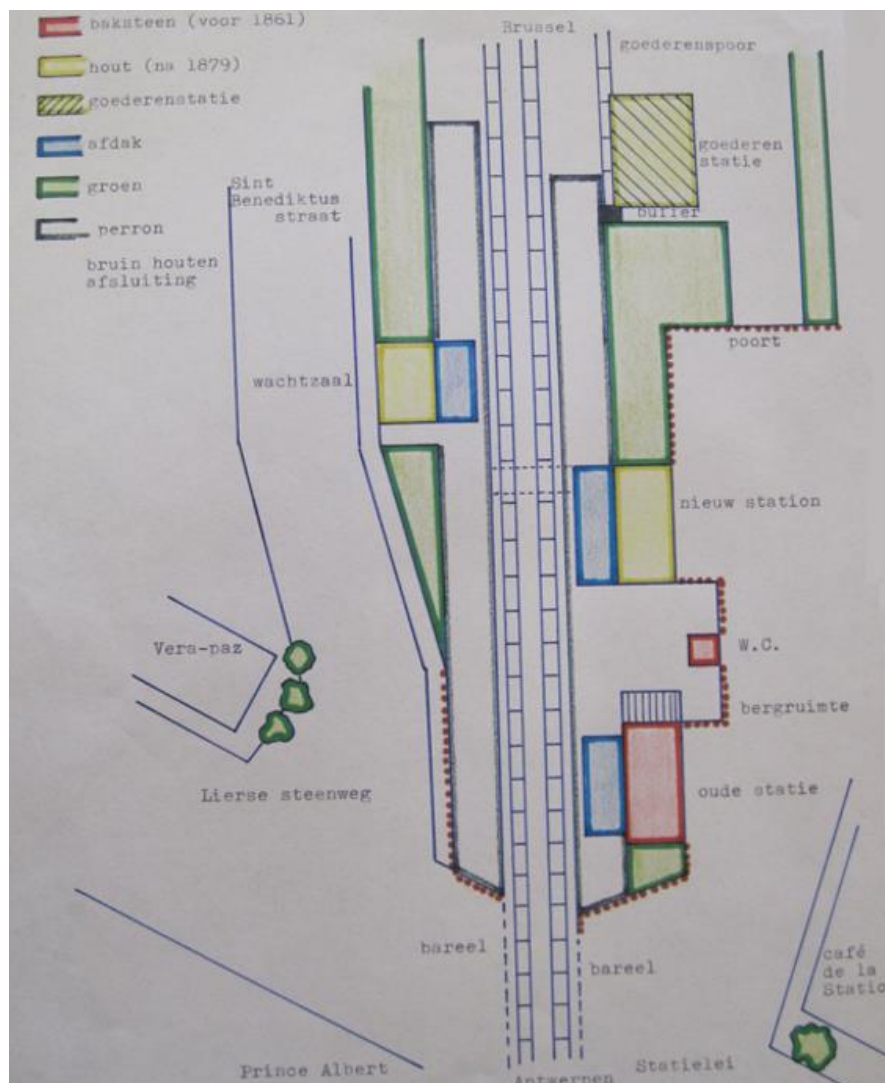 baksteen (voor 1861)
hout (na 1879)
goederenstatie
afdak
groen
perron
bruin houten
afsluiting
Brussel
goederenspoor
goederen
statie
buffer
Sint
Benediktus
straat
poort
wachtzaal
nieuw station
Vera-paz
W.C.
bergruimte
Lierse steenweg
oude statie
bareel
bareel
café
de la
Static
Prince Albert
Antwerpen
Statielei